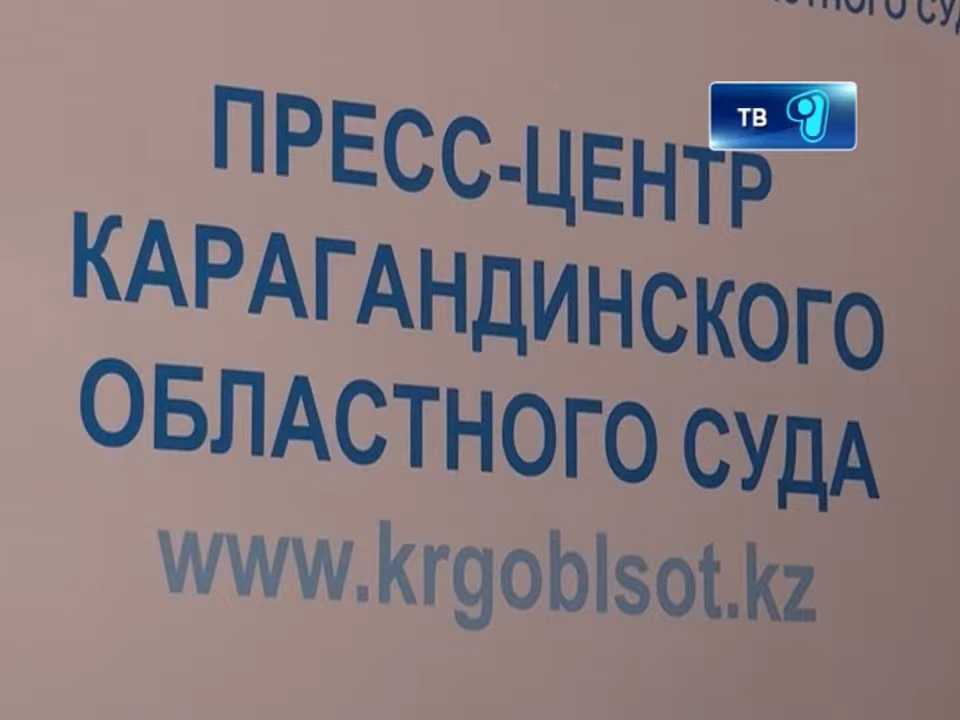 ТВ
ПРЕСС-ЦЕНТР
КАРАГАНДИНСКОГО
ОБЛАСТНОГО СУДА
www.krgoblsot.kz